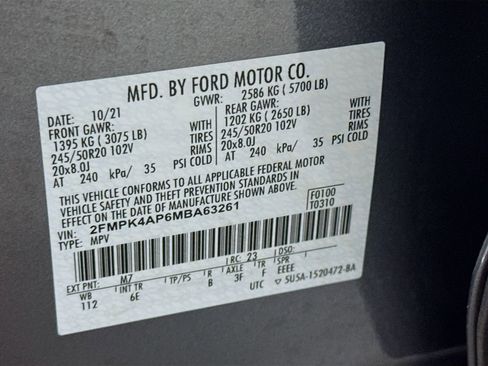 MFD. BY FORD MOTOR CO.
DATE: 10/21 GVWR: 2586 KG ( 5700 LB)
FRONT GAWR: REAR GAWR:
1395 KG ( 3075 LB) 1202 KG ( 2650 LB)
245/50R20 102V TIRES 245/50R20 102V TIRES
20x8.0J RIMS 20x8.0J RIMS
AT 240 kPa/ 35 PSI COLD AT 240 kPa/ 35 PSI COLD
THIS VEHICLE CONFORMS TO ALL APPLICABLE FEDERAL MOTOR
VEHICLE SAFETY AND THEFT PREVENTION STANDARDS IN
EFFECT ON THE DATE OF MANUFACTURE SHOWN ABOVE.
VIN: 2FMPK4AP6MBA63261 F0100
TYPE: MPV T0310
EXT PNT: M7 RC: 23 DSO:
WB INT TR TP/PS R AXLE TR SPR
112 6E B 3F F EEEE
UTC ▽ 5U5A-1520472-BA